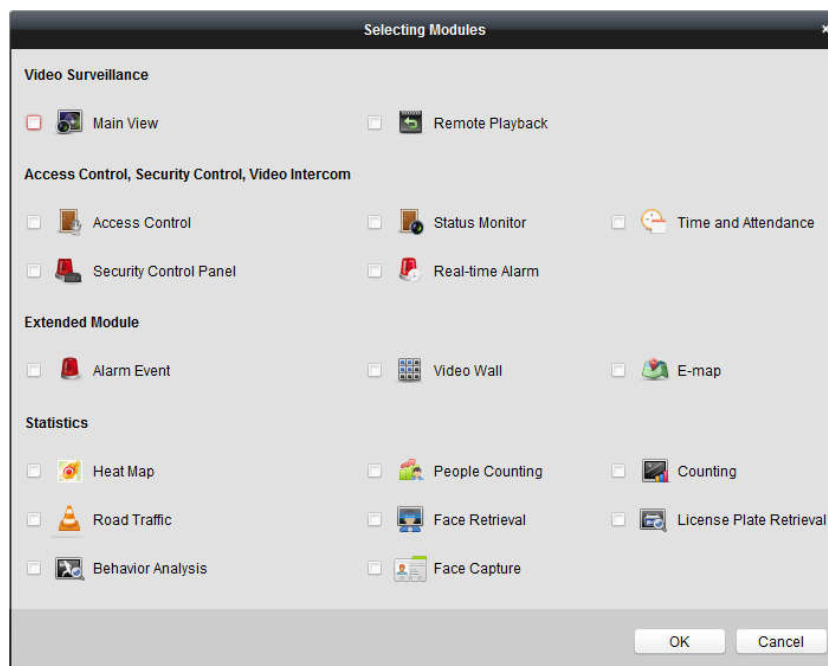 Selecting Modules
Video Surveillance
Main View Remote Playback
Access Control, Security Control, Video Intercom
Access Control Status Monitor Time and Attendance
Security Control Panel Real-time Alarm
Extended Module
Alarm Event Video Wall E-map
Statistics
Heat Map People Counting Counting
Road Traffic Face Retrieval License Plate Retrieval
Behavior Analysis Face Capture
OK Cancel